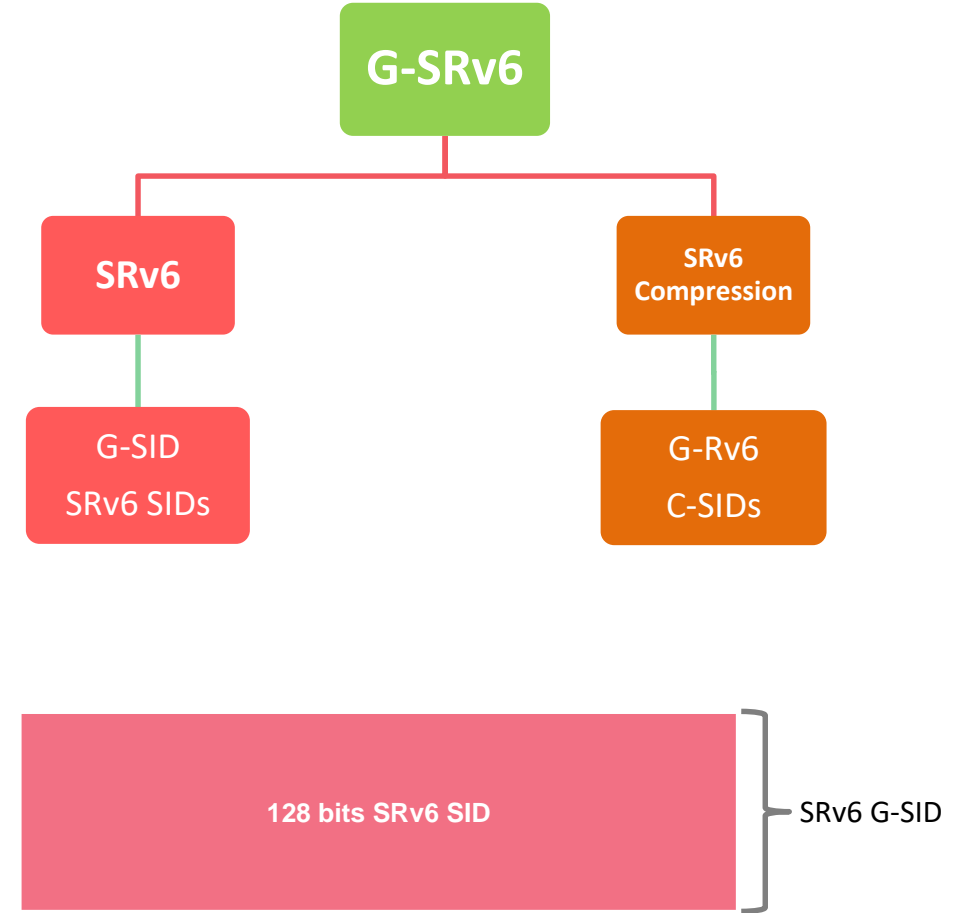 G-SRv6
SRv6
SRv6
Compression
G-SID
SRv6 SIDs
G-Rv6
C-SIDs
128 bits SRv6 SID
SRv6 G-SID